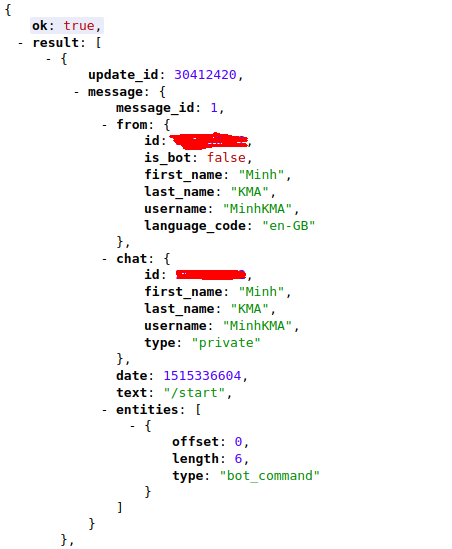 {
ok: true,
- result: [
- {
update_id: 30412420,
- message: {
message_id: 1,
- from: {
id: ,
is_bot: false,
first_name: "Minh",
last_name: "KMA",
username: "MinhKMA",
language_code: "en-GB"
},
- chat: {
id: ,
first_name: "Minh",
last_name: "KMA",
username: "MinhKMA",
type: "private"
},
date: 1515336604,
text: "/start",
- entities: [
- {
offset: 0,
length: 6,
type: "bot_command"
}
]
}
},